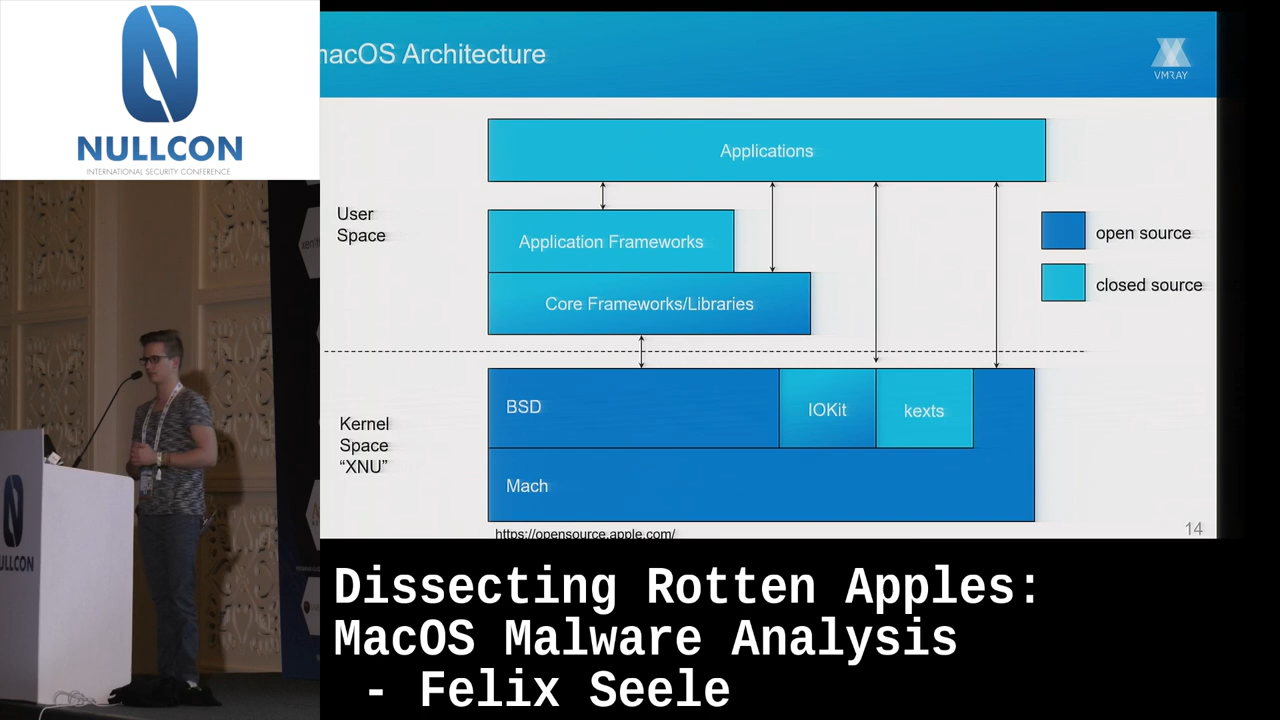 NULLCON
INTERNATIONAL SECURITY CONFERENCE
macOS Architecture
VMRAY
Applications
User
Space
Application Frameworks
open source
Core Frameworks/Libraries
closed source
BSD
IOKit
kexts
Kernel
Space
“XNU”
Mach
https://opensource.apple.com/
14
NULLCON
Dissecting Rotten Apples:
MacOS Malware Analysis
- Felix Seele